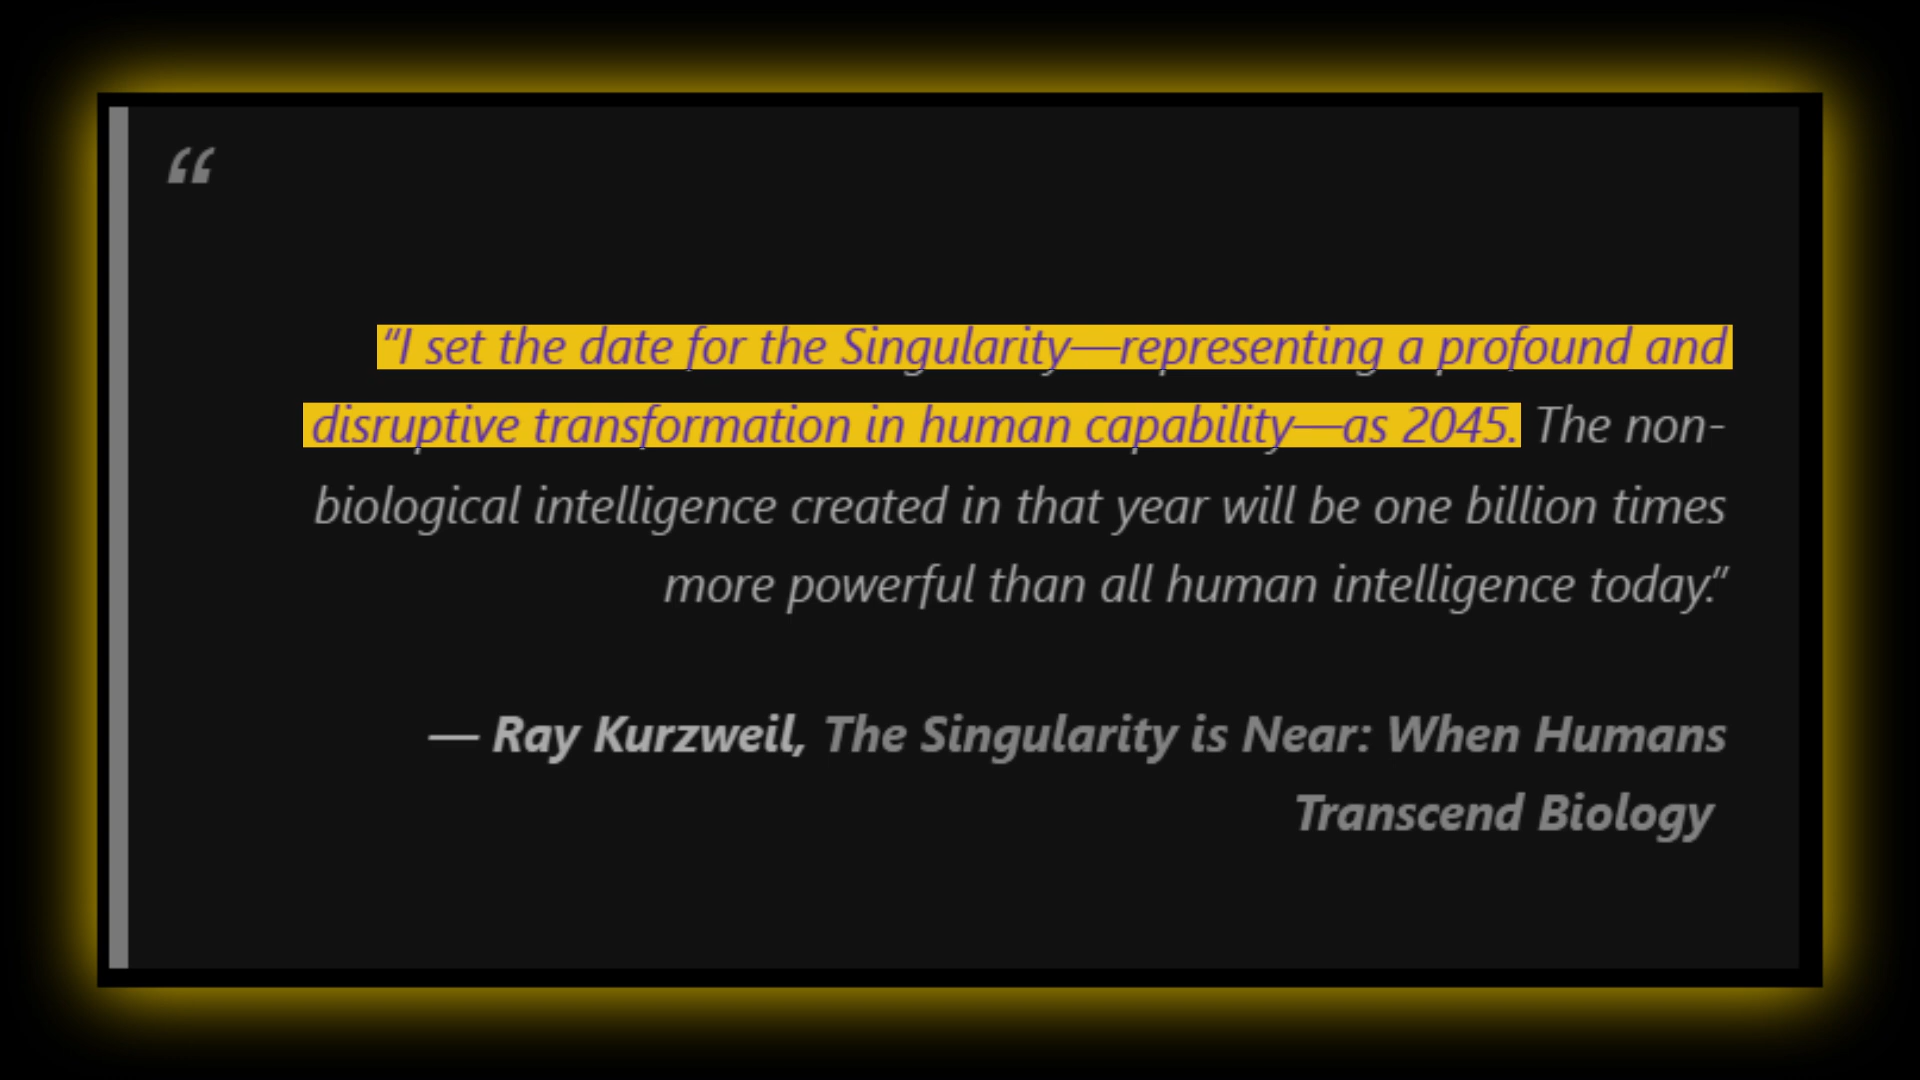 “
“I set the date for the Singularity—representing a profound and
disruptive transformation in human capability—as 2045. The non-
biological intelligence created in that year will be one billion times
more powerful than all human intelligence today.”
— Ray Kurzweil, The Singularity is Near: When Humans
Transcend Biology